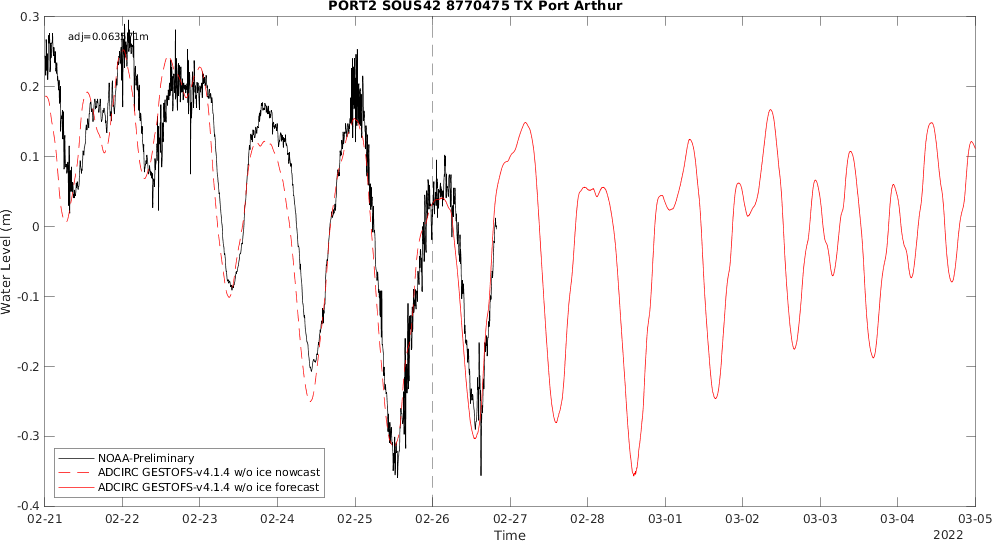 PORT2 SOUS42 8770475 TX Port Arthur
0.3
0.2
0.1
0
-0.1
-0.2
-0.3
-0.4
Water Level (m)
NOAA-Preliminary
ADCIRC GESTOFS-v4.1.4 w/o ice nowcast
ADCIRC GESTOFS-v4.1.4 w/o ice forecast
02-21 02-22 02-23 02-24 02-25 02-26 02-27 02-28 03-01 03-02 03-03 03-04 03-05
Time
2022